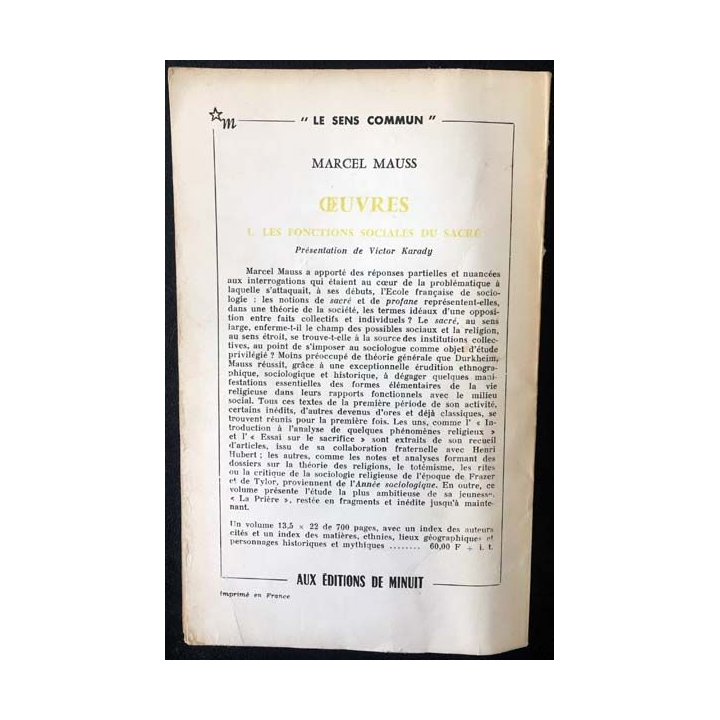 m
" LE SENS COMMUN "
MARCEL MAUSS
ŒUVRES
1. LES FONCTIONS SOCIALES DU SACRÉ
Présentation de Victor Karady
Marcel Mauss a apporté des réponses partielles et nuancées
aux interrogations qui étaient au cœur de la problématique à
laquelle s'attaquait, à ses débuts, l'Ecole française de socio-
logie : les notions de sacré et de profane représentent-elles,
dans une théorie de la société, les termes idéaux d'une opposi-
tion entre faits collectifs et individuels ? Le sacré, au sens
large, enferme-t-il le champ des possibles sociaux et la religion,
au sens étroit, se trouve-t-elle à la source des institutions collec-
tives, au point de s'imposer au sociologue comme objet d'étude
privilégié ? Moins préoccupé de théorie générale que Durkheim,
Mauss réussit, grâce à une exceptionnelle érudition ethnogra-
phique, sociologique et historique, à dégager quelques mani-
festations essentielles des formes élémentaires de la vie
religieuse dans leurs rapports fonctionnels avec le milieu
social. Tous ces textes de la première période de son activité,
certains inédits, d'autres devenus d'ores et déjà classiques, se
trouvent réunis pour la première fois. Les uns, comme l' « In-
troduction à l'analyse de quelques phénomènes religieux »
et l' « Essai sur le sacrifice » sont extraits de son recueil
d'articles, issu de sa collaboration fraternelle avec Henri
Hubert ; les autres, comme les notes et analyses formant des
dossiers sur la théorie des religions, le totémisme, les rites
ou la critique de la sociologie religieuse de l'époque de Frazer
et de Tylor, proviennent de l'Année sociologique. En outre, ce
volume présente l'étude la plus ambitieuse de sa jeunesse,
« La Prière », restée en fragments et inédite jusqu'à mainte-
nant.
Un volume 13,5 × 22 de 700 pages, avec un index des auteurs
cités et un index des matières, ethnies, lieux géographiques et
personnages historiques et mythiques ........ 60,00 F + i. t.
AUX ÉDITIONS DE MINUIT
Imprimé en France